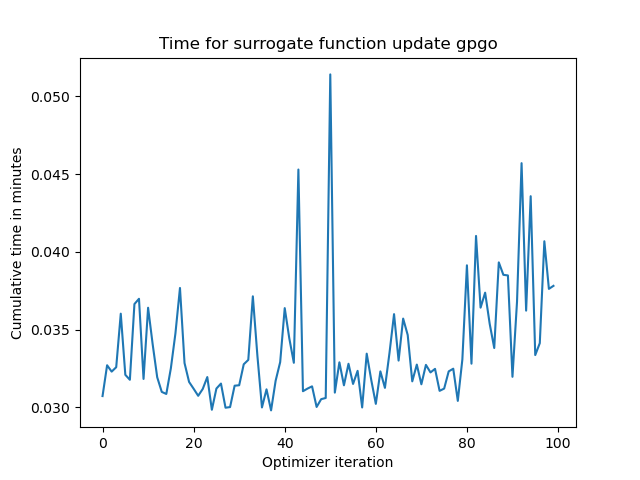 Time for surrogate function update gpgo
Cumulative time in minutes
0.050
0.045
0.040
0.035
0.030
0 20 40 60 80 100
Optimizer iteration